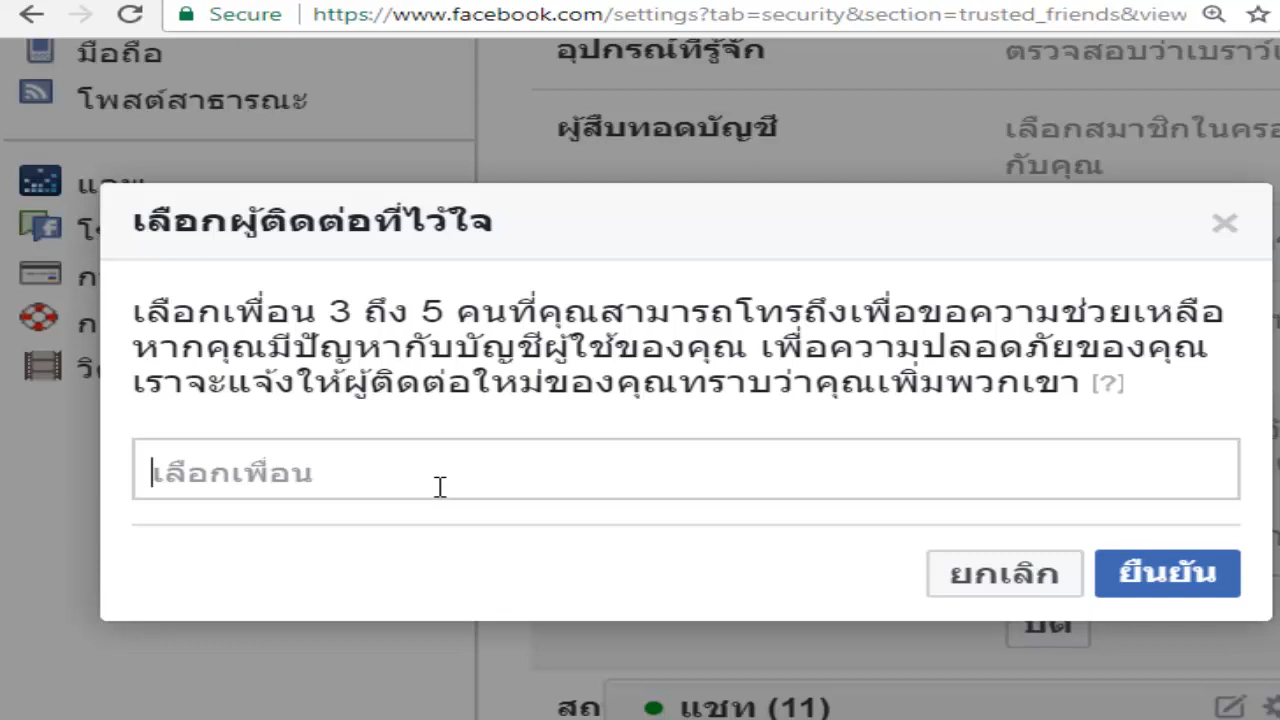 Secure https://www.facebook.com/settings?tab=security&section=trusted_friends&view
มือถือ
อุปกรณ์ที่รู้จัก
ตรวจสอบว่าเบราว์เ
โพสต์สาธารณะ
ผู้สืบทอดบัญชี
เลือกสมาชิกในครอ
กับคุณ
เลือกผู้ติดต่อที่ไว้ใจ
เลือกเพื่อน 3 ถึง 5 คนที่คุณสามารถโทรถึงเพื่อขอความช่วยเหลือ
หากคุณมีปัญหากับบัญชีผู้ใช้ของคุณ เพื่อความปลอดภัยของคุณ
เราจะแจ้งให้ผู้ติดต่อใหม่ของคุณทราบว่าคุณเพิ่มพวกเขา [?]
เลือกเพื่อน
ยกเลิก
ยืนยัน
ปิด
แชท (11)